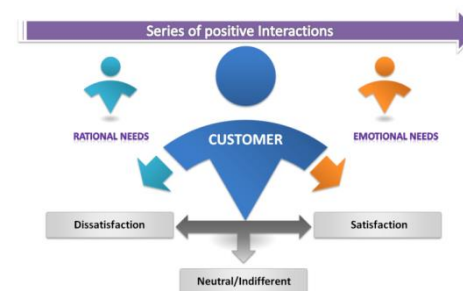 Series of positive Interactions
RATIONAL NEEDS
CUSTOMER
EMOTIONAL NEEDS
Dissatisfaction
Satisfaction
Neutral/Indifferent